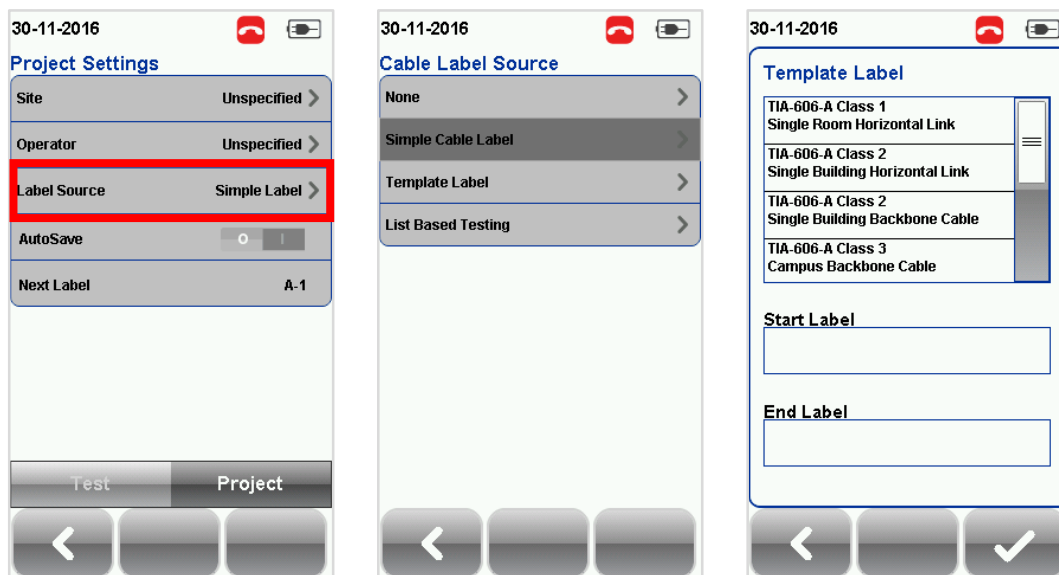 30-11-2016
Project Settings
Site Unspecified
Operator Unspecified
Label Source Simple Label
AutoSave O I
Next Label A-1
Test Project
30-11-2016
Cable Label Source
None
Simple Cable Label
Template Label
List Based Testing
30-11-2016
Template Label
TIA-606-A Class 1
Single Room Horizontal Link
TIA-606-A Class 2
Single Building Horizontal Link
TIA-606-A Class 2
Single Building Backbone Cable
TIA-606-A Class 3
Campus Backbone Cable
Start Label
End Label